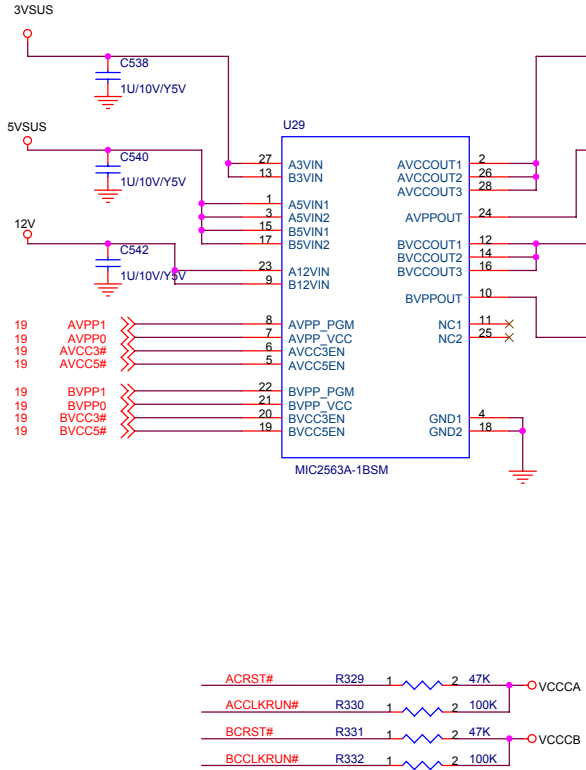 3VSUS
C538
1U/10V/Y5V
5VSUS
C540
1U/10V/Y5V
12V
C542
1U/10V/Y5V
U29
27 A3VIN AVCCOUT1 2
13 B3VIN AVCCOUT2 26
AVCCOUT3 28
1 A5VIN1
3 A5VIN2 AVPPOUT 24
15 B5VIN1
17 B5VIN2 BVCCOUT1 12
BVCCOUT2 14
23 A12VIN BVCCOUT3 16
9 B12VIN
BVPPOUT 10
19 AVPP1 8 AVPP_PGM NC1 11
19 AVPP0 7 AVPP_VCC NC2 25
19 AVCC3# 6 AVCC3EN
19 AVCC5# 5 AVCC5EN
19 BVPP1 22 BVPP_PGM
19 BVPP0 21 BVPP_VCC
19 BVCC3# 20 BVCC3EN GND1 4
19 BVCC5# 19 BVCC5EN GND2 18
MIC2563A-1BSM
ACRST# R329 1 2 47K VCCCA
ACCLKRUN# R330 1 2 100K
BCRST# R331 1 2 47K VCCCB
BCCLKRUN# R332 1 2 100K